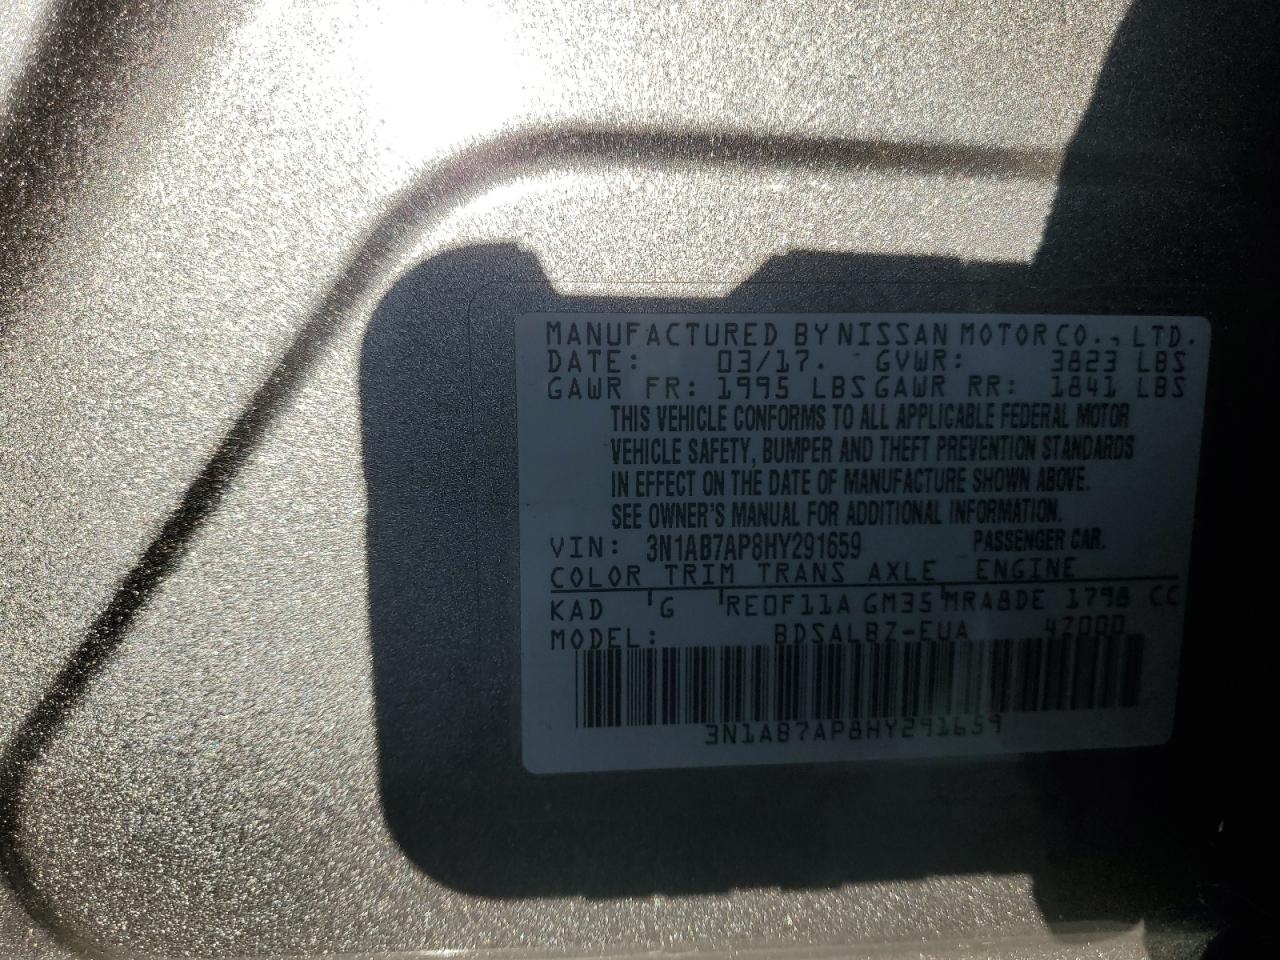 MANUFACTURED BY NISSAN MOTOR CO., LTD.
DATE: 03/17. GVWR: 3823 LBS
GAWR FR: 1995 LBS GAWR RR: 1841 LBS
THIS VEHICLE CONFORMS TO ALL APPLICABLE FEDERAL MOTOR
VEHICLE SAFETY, BUMPER AND THEFT PREVENTION STANDARDS
IN EFFECT ON THE DATE OF MANUFACTURE SHOWN ABOVE.
SEE OWNER'S MANUAL FOR ADDITIONAL INFORMATION.
VIN: 3N1AB7AP8HY291659 PASSENGER CAR.
COLOR TRIM TRANS AXLE ENGINE
KAD G RE0F11A GM35 MRA8DE 1798 CC
MODEL: BDSALBZ-EUA 47000
3N1AB7AP8HY291659